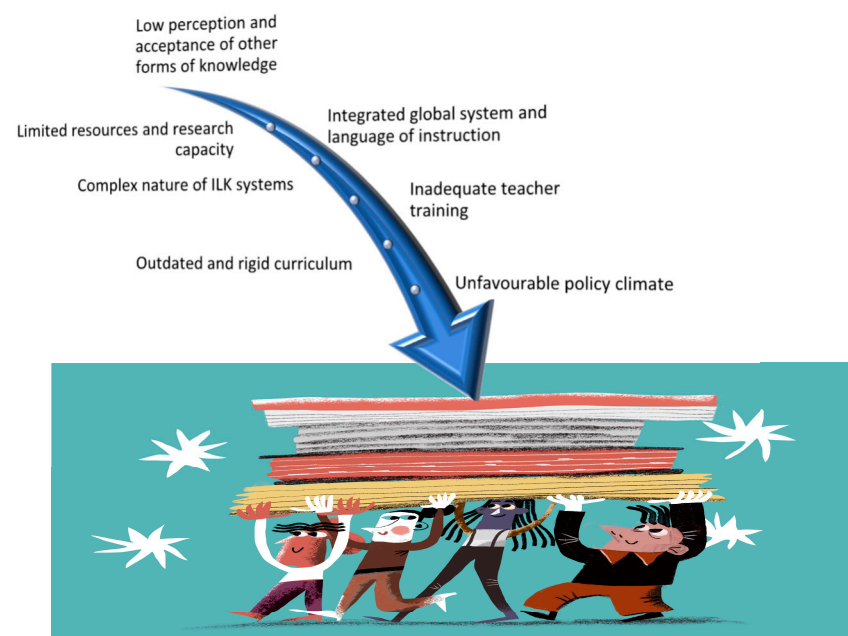 Low perception and
acceptance of other
forms of knowledge
Integrated global system and
language of instruction
Limited resources and research
capacity
Complex nature of ILK systems
Inadequate teacher
training
Outdated and rigid curriculum
Unfavourable policy climate